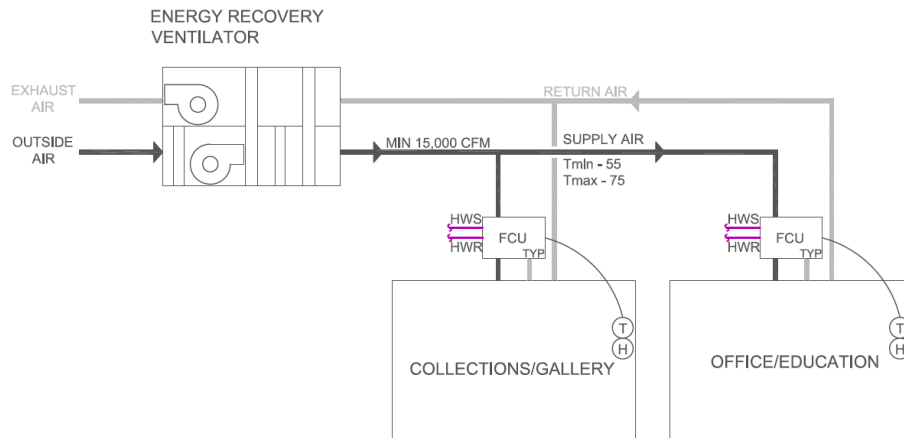 ENERGY RECOVERY
VENTILATOR
EXHAUST
AIR
RETURN AIR
OUTSIDE
AIR
MIN 15,000 CFM
SUPPLY AIR
TmIn - 55
Tmax - 75
HWS
HWR
FCU
TYP
HWS
HWR
FCU
TYP
T
H
T
H
COLLECTIONS/GALLERY
OFFICE/EDUCATION